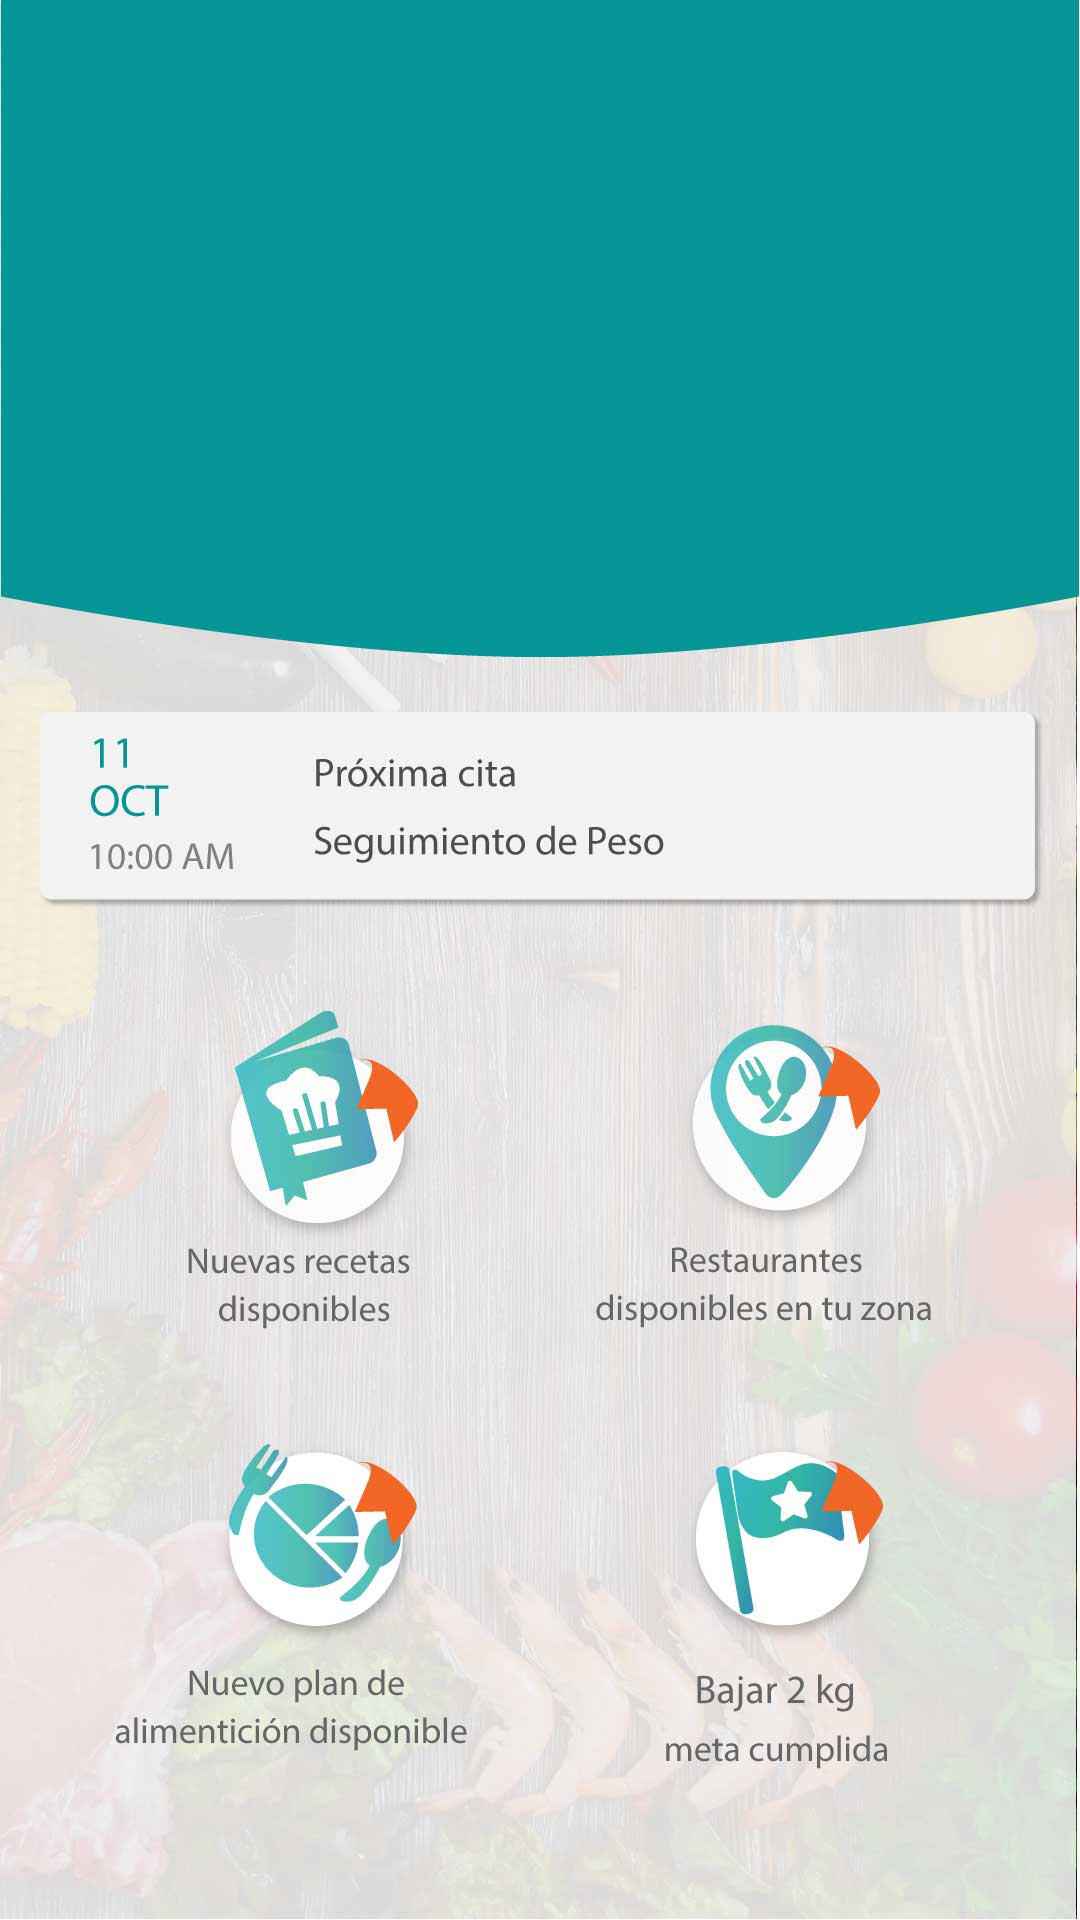 11
OCT
10:00 AM
Próxima cita
Seguimiento de Peso
Nuevas recetas
disponibles
Restaurantes
disponibles en tu zona
Nuevo plan de
alimentición disponible
Bajar 2 kg
meta cumplida